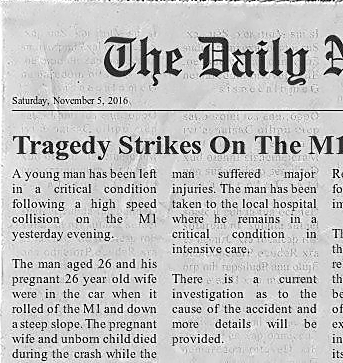 The Daily
Saturday, November 5, 2016
Tragedy Strikes On The M1
A young man has been left
in a critical condition
following a high speed
collision on the M1
yesterday evening.
The man aged 26 and his
pregnant 26 year old wife
were in the car when it
rolled of the M1 and down
a steep slope. The pregnant
wife and unborn child died
during the crash while the
man suffered major
injuries. The man has been
taken to the local hospital
where he remains in a
critical condition in
intensive care.
There is a current
investigation as to the
cause of the accident and
more details will be
provided.